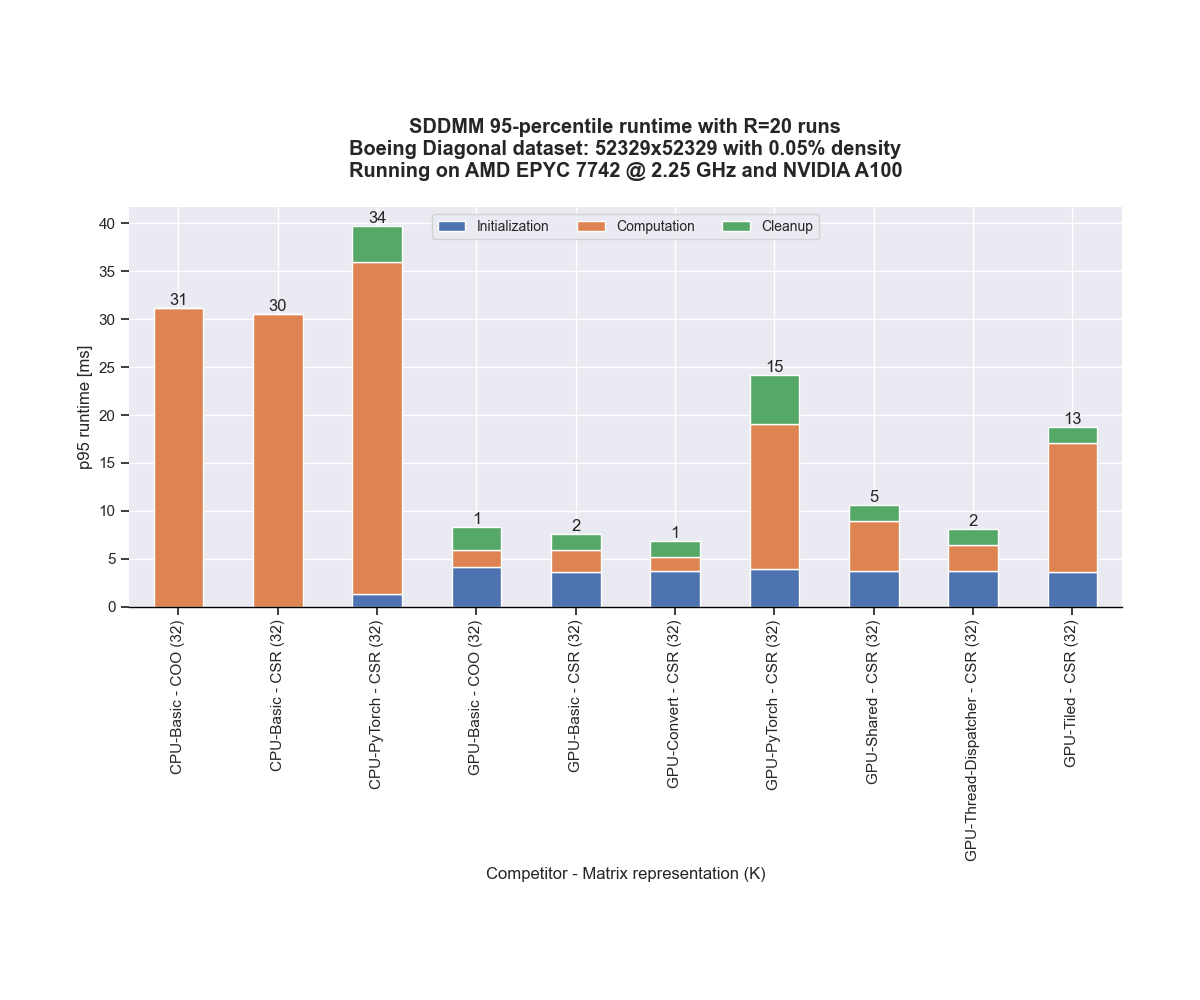 SDDMM 95-percentile runtime with R=20 runs
Boeing Diagonal dataset: 52329x52329 with 0.05% density
Running on AMD EPYC 7742 @ 2.25 GHz and NVIDIA A100
Initialization
Computation
Cleanup
p95 runtime [ms]
40
35
30
25
20
15
10
5
0
31
30
34
1
2
1
15
5
2
13
CPU-Basic - COO (32)
CPU-Basic - CSR (32)
CPU-PyTorch - CSR (32)
GPU-Basic - COO (32)
GPU-Basic - CSR (32)
GPU-Convert - CSR (32)
GPU-PyTorch - CSR (32)
GPU-Shared - CSR (32)
GPU-Thread-Dispatcher - CSR (32)
GPU-Tiled - CSR (32)
Competitor - Matrix representation (K)